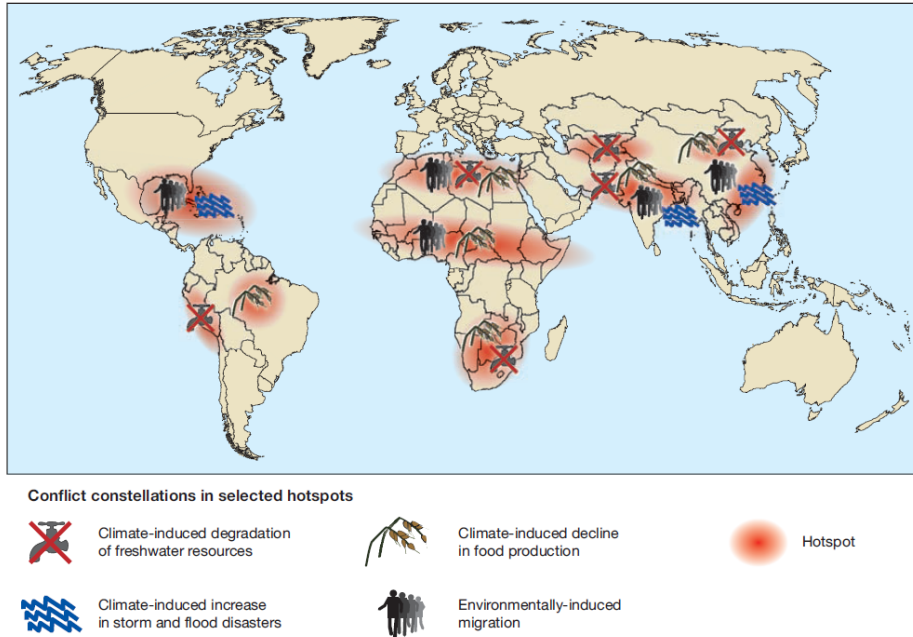 Conflict constellations in selected hotspots
Climate-induced degradation
of freshwater resources
Climate-induced decline
in food production
Hotspot
Climate-induced increase
in storm and flood disasters
Environmentally-induced
migration